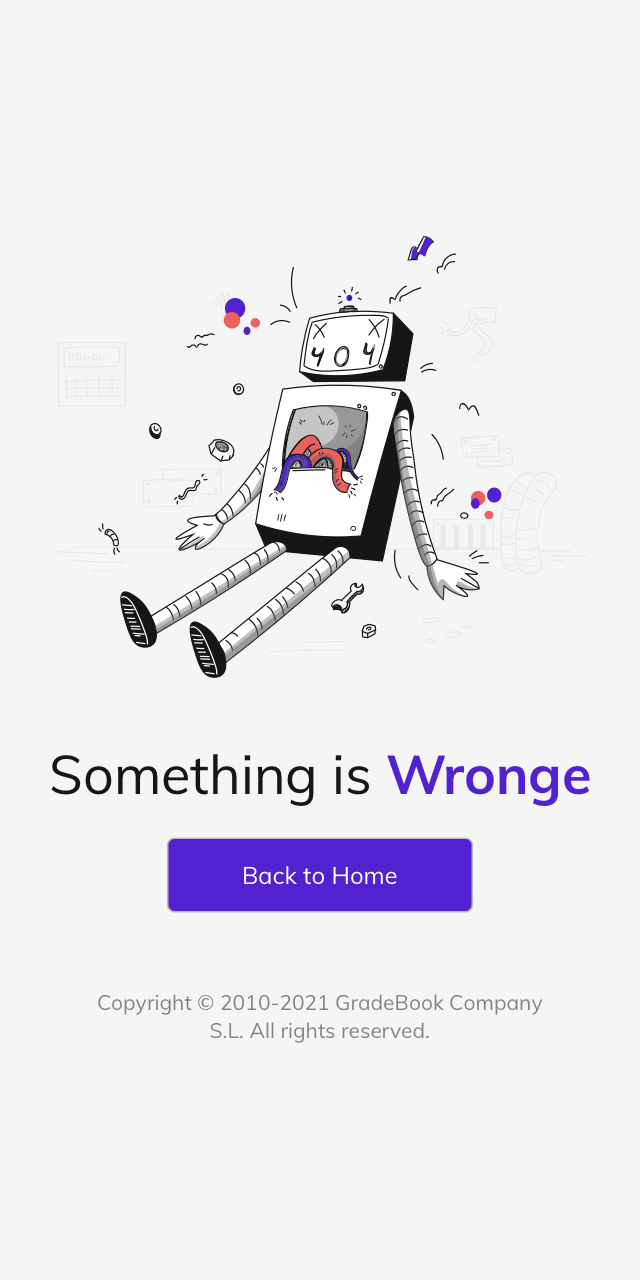 404
Something is Wronge
Back to Home
Copyright © 2010-2021 GradeBook Company
S.L. All rights reserved.